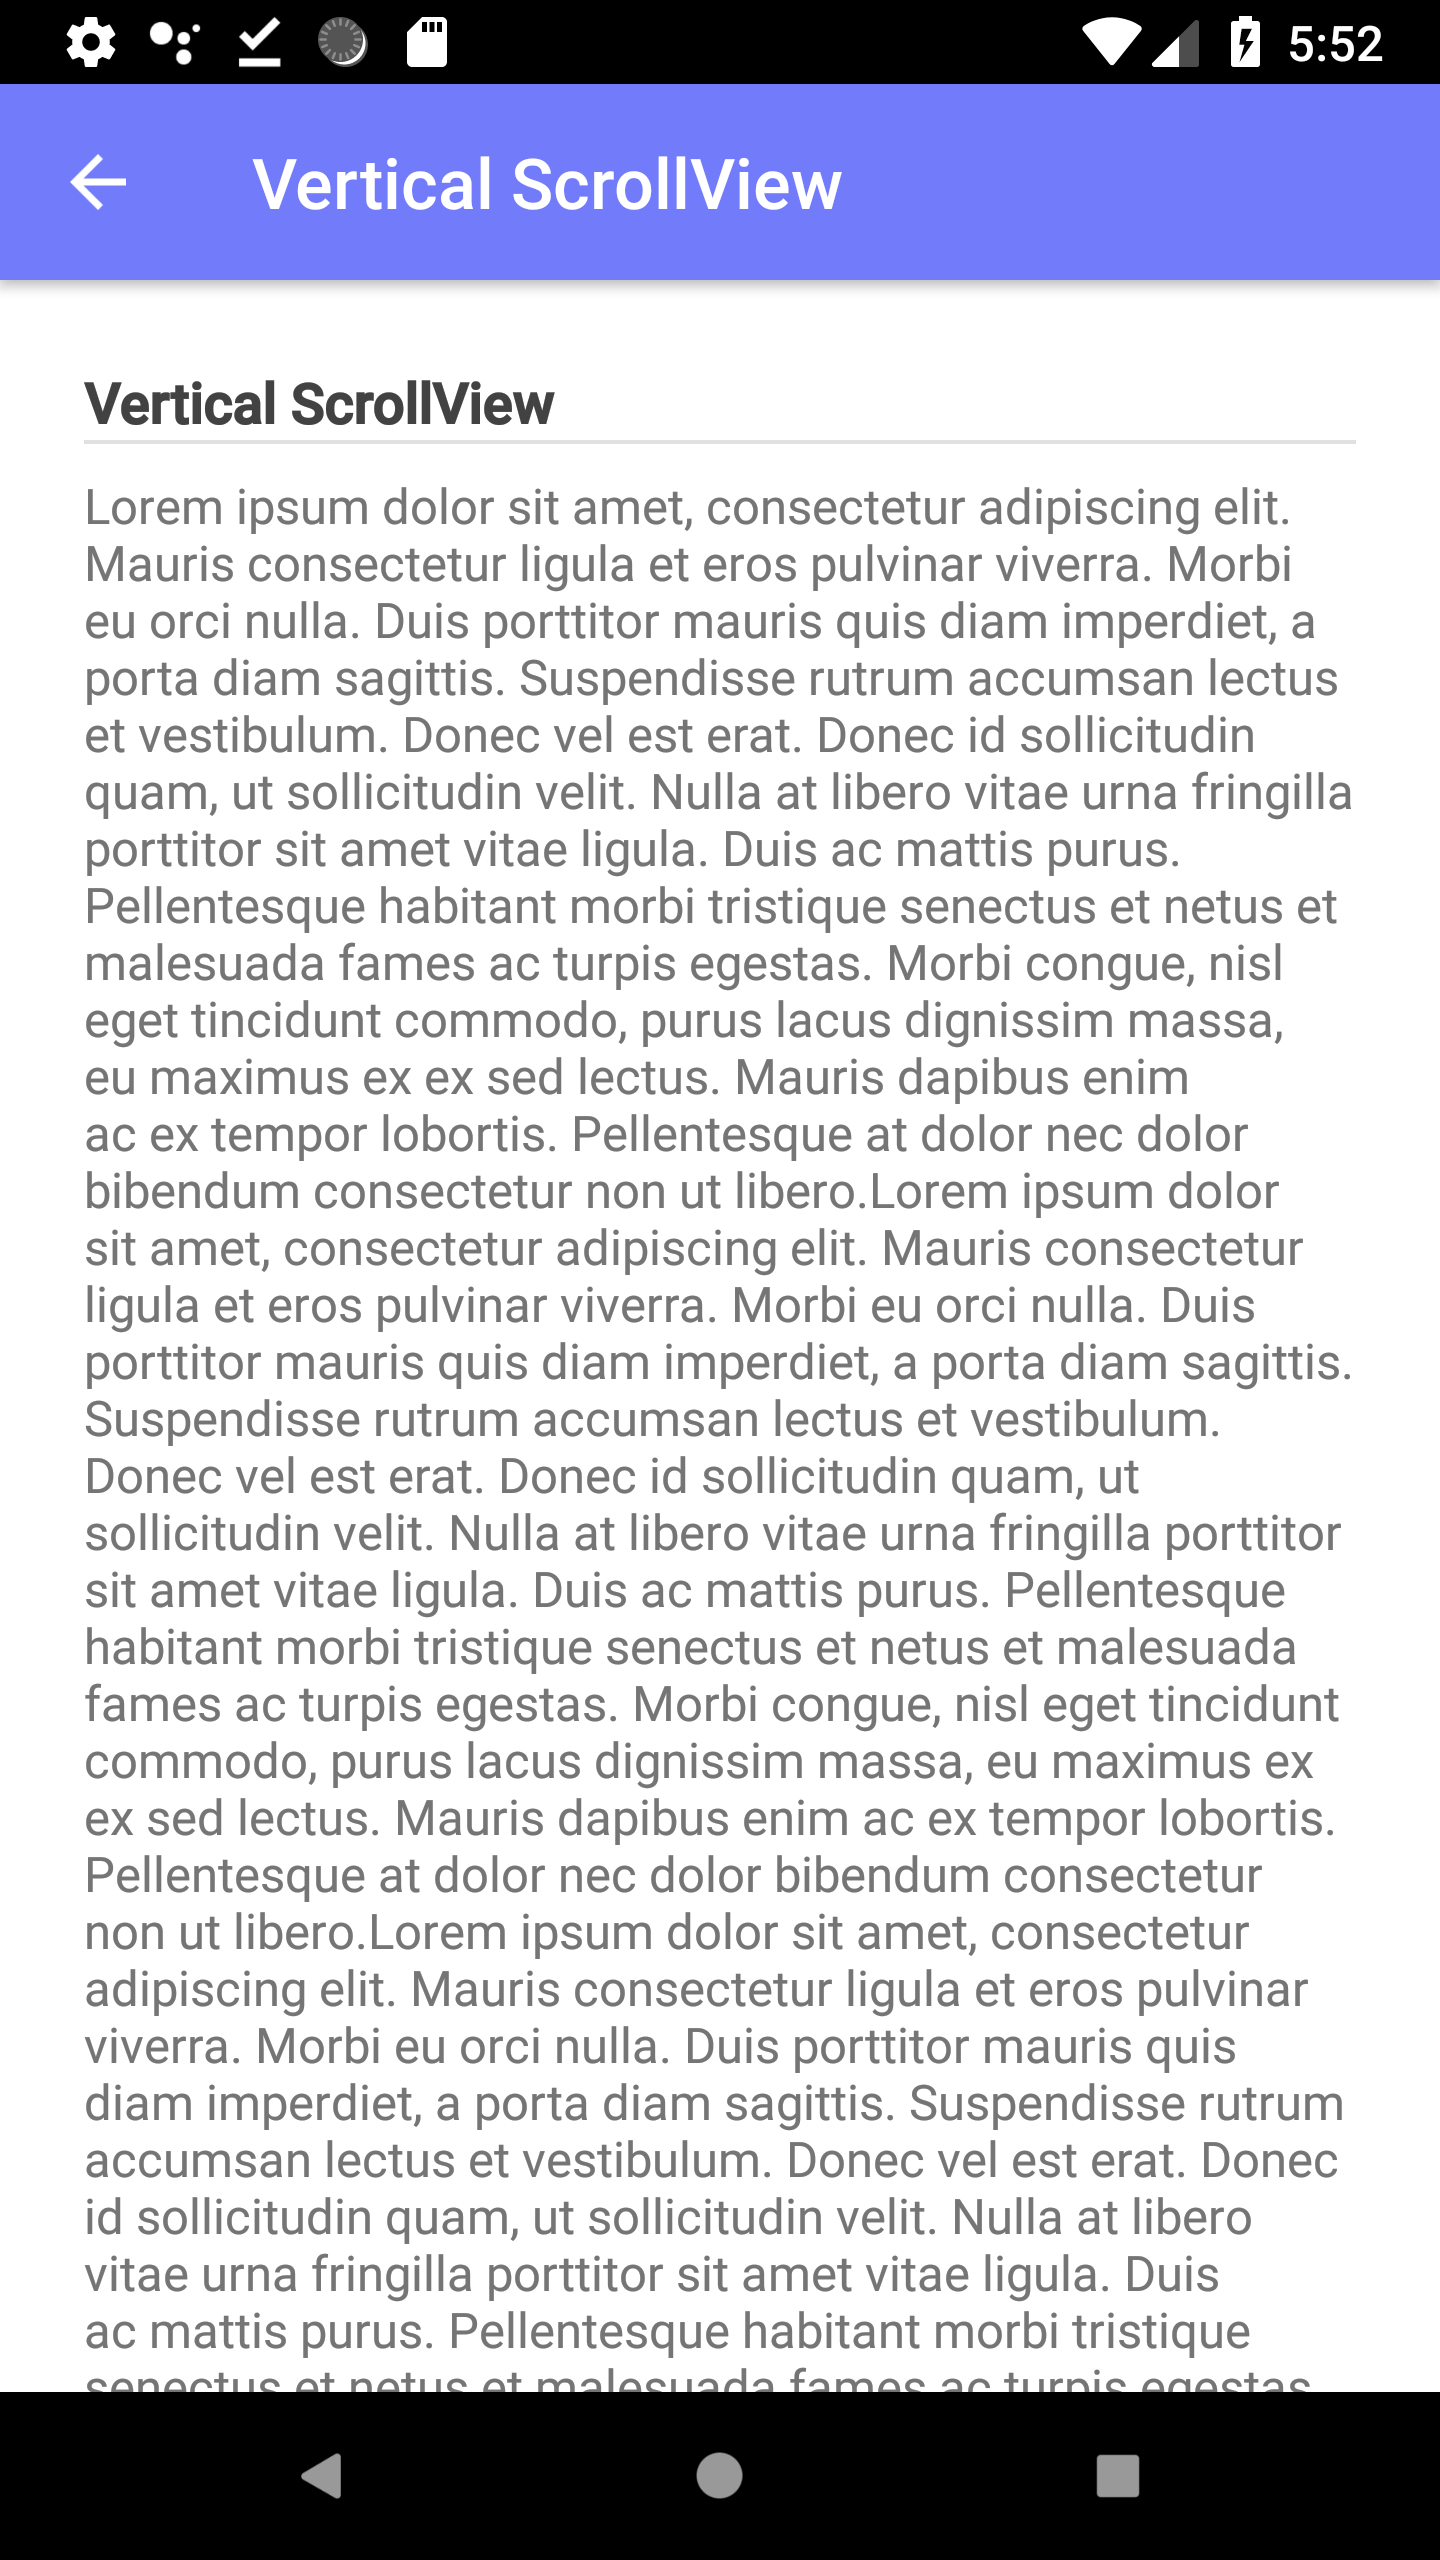 5:52
Vertical ScrollView
Vertical ScrollView
Lorem ipsum dolor sit amet, consectetur adipiscing elit.
Mauris consectetur ligula et eros pulvinar viverra. Morbi
eu orci nulla. Duis porttitor mauris quis diam imperdiet, a
porta diam sagittis. Suspendisse rutrum accumsan lectus
et vestibulum. Donec vel est erat. Donec id sollicitudin
quam, ut sollicitudin velit. Nulla at libero vitae urna fringilla
porttitor sit amet vitae ligula. Duis ac mattis purus.
Pellentesque habitant morbi tristique senectus et netus et
malesuada fames ac turpis egestas. Morbi congue, nisl
eget tincidunt commodo, purus lacus dignissim massa,
eu maximus ex ex sed lectus. Mauris dapibus enim
ac ex tempor lobortis. Pellentesque at dolor nec dolor
bibendum consectetur non ut libero.Lorem ipsum dolor
sit amet, consectetur adipiscing elit. Mauris consectetur
ligula et eros pulvinar viverra. Morbi eu orci nulla. Duis
porttitor mauris quis diam imperdiet, a porta diam sagittis.
Suspendisse rutrum accumsan lectus et vestibulum.
Donec vel est erat. Donec id sollicitudin quam, ut
sollicitudin velit. Nulla at libero vitae urna fringilla porttitor
sit amet vitae ligula. Duis ac mattis purus. Pellentesque
habitant morbi tristique senectus et netus et malesuada
fames ac turpis egestas. Morbi congue, nisl eget tincidunt
commodo, purus lacus dignissim massa, eu maximus ex
ex sed lectus. Mauris dapibus enim ac ex tempor lobortis.
Pellentesque at dolor nec dolor bibendum consectetur
non ut libero.Lorem ipsum dolor sit amet, consectetur
adipiscing elit. Mauris consectetur ligula et eros pulvinar
viverra. Morbi eu orci nulla. Duis porttitor mauris quis
diam imperdiet, a porta diam sagittis. Suspendisse rutrum
accumsan lectus et vestibulum. Donec vel est erat. Donec
id sollicitudin quam, ut sollicitudin velit. Nulla at libero
vitae urna fringilla porttitor sit amet vitae ligula. Duis
ac mattis purus. Pellentesque habitant morbi tristique
senectus et netus et malesuada fames ac turpis egestas